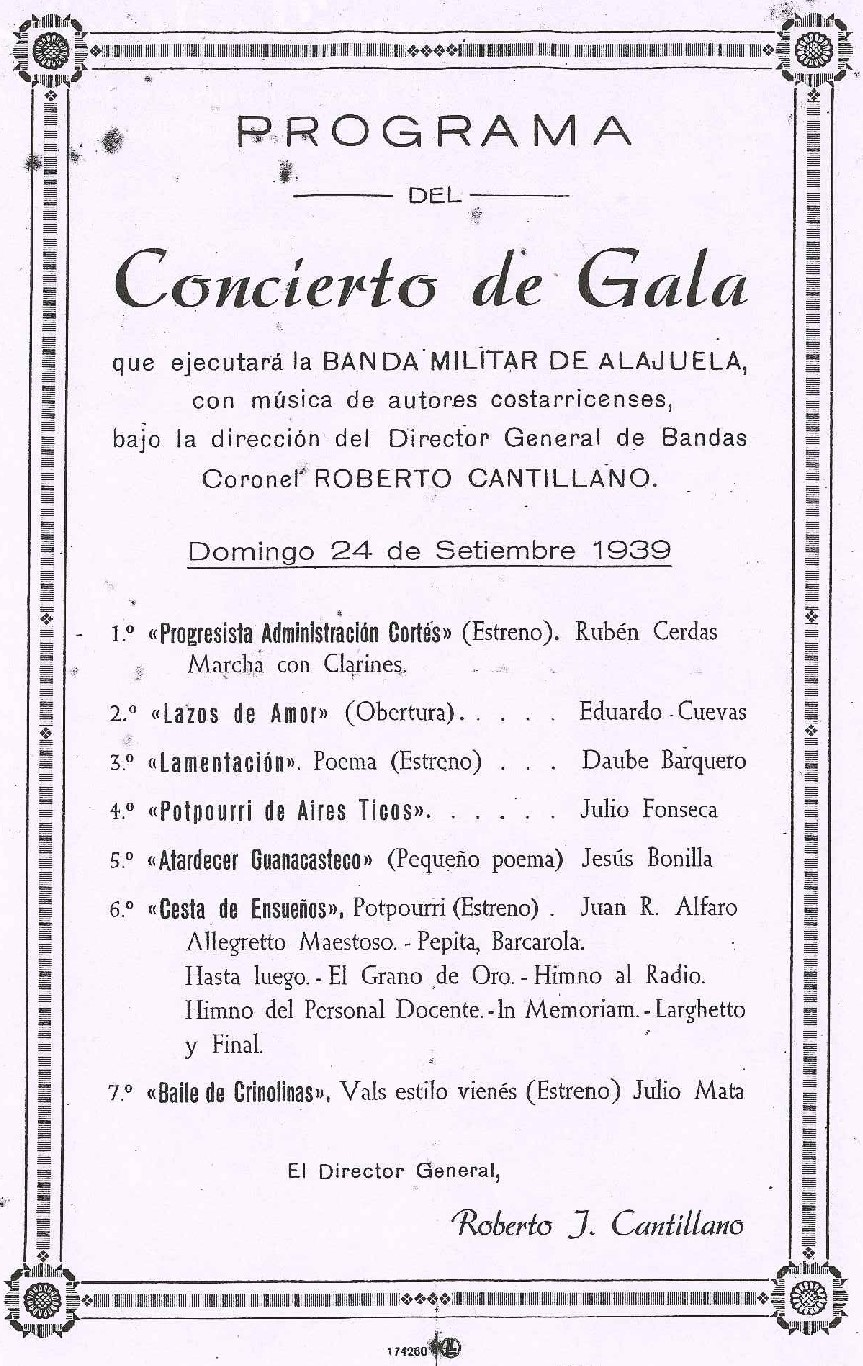 PROGRAMA
DEL
Concierto de Gala
que ejecutará la BANDA MILITAR DE ALAJUELA,
con música de autores costarricenses,
bajo la dirección del Director General de Bandas
Coronel ROBERTO CANTILLANO.
Domingo 24 de Setiembre 1939
1.º «Progresista Administración Cortés» (Estreno). Rubén Cerdas
Marcha con Clarines.
2.º «Lazos de Amor» (Obertura). . . . . . Eduardo Cuevas
3.º «Lamentación». Poema (Estreno) . . . Daube Barquero
4.º «Potpourri de Aires Ticos». . . . . . . Julio Fonseca
5.º «Atardecer Guanacasteco» (Pequeño poema) Jesús Bonilla
6.º «Cesta de Ensueños», Potpourri (Estreno) . Juan R. Alfaro
Allegretto Maestoso. - Pepita, Barcarola.
Hasta luego. - El Grano de Oro. - Himno al Radio.
Himno del Personal Docente. - In Memoriam. - Larghetto
y Final.
7.º «Baile de Crinolinas», Vals estilo vienés (Estreno) Julio Mata
El Director General,
Roberto J. Cantillano
174260